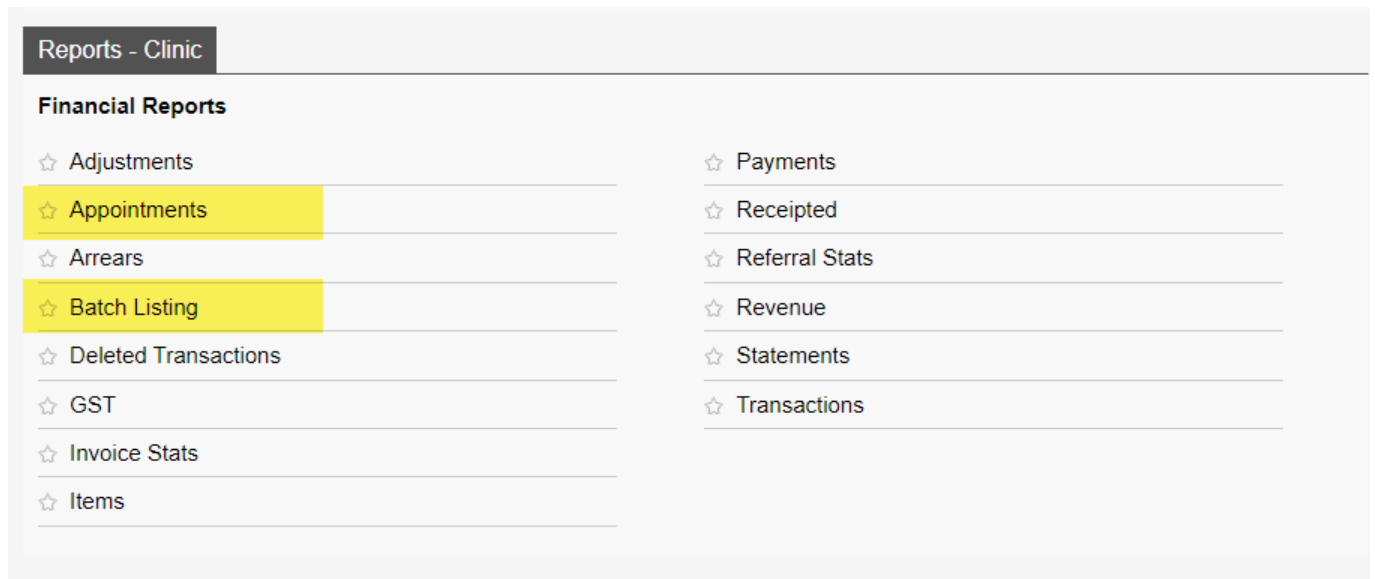 Reports - Clinic
Financial Reports
Adjustments
Appointments
Arrears
Batch Listing
Deleted Transactions
GST
Invoice Stats
Items
Payments
Receipted
Referral Stats
Revenue
Statements
Transactions